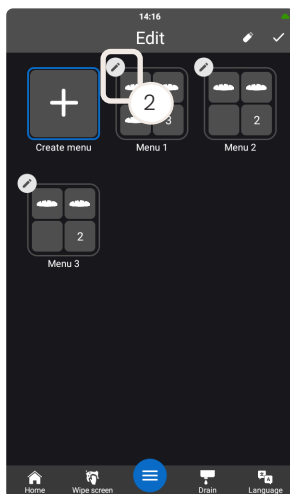 14:16
Edit
2
3
2
Create menu
Menu 1
Menu 2
2
Menu 3
Home
Wipe screen
Drain
Language